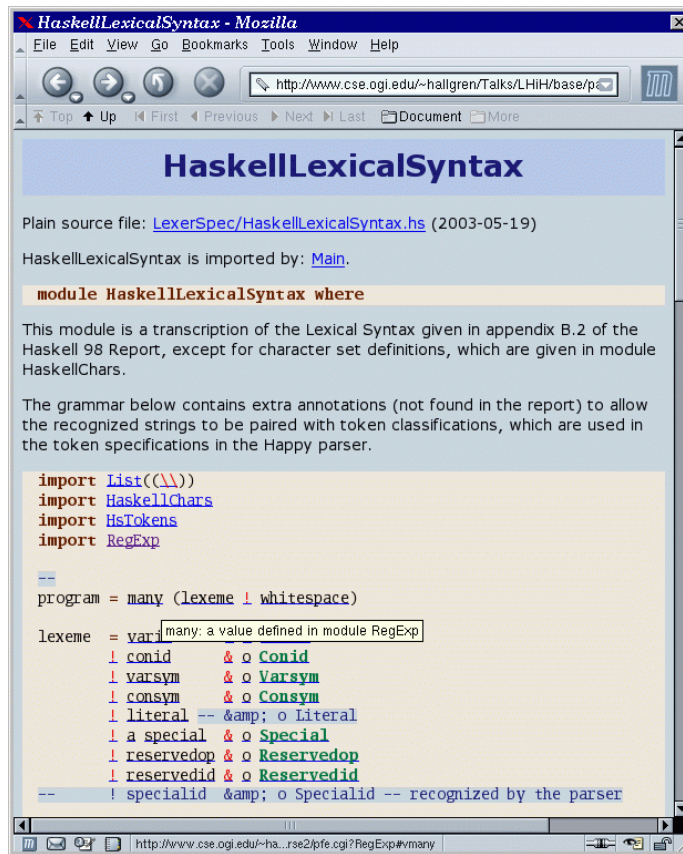 HaskellLexicalSyntax - Mozilla
File Edit View Go Bookmarks Tools Window Help
http://www.cse.ogi.edu/~hallgren/Talks/LHiH/base/pa
Top Up First Previous Next Last Document More
HaskellLexicalSyntax
Plain source file: LexerSpec/HaskellLexicalSyntax.hs (2003-05-19)
HaskellLexicalSyntax is imported by: Main.
module HaskellLexicalSyntax where
This module is a transcription of the Lexical Syntax given in appendix B.2 of the
Haskell 98 Report, except for character set definitions, which are given in module
HaskellChars.
The grammar below contains extra annotations (not found in the report) to allow
the recognized strings to be paired with token classifications, which are used in
the token specifications in the Happy parser.
import List((\\))
import HaskellChars
import HsTokens
import RegExp
--
program = many (lexeme ! whitespace)
many: a value defined in module RegExp
lexeme = vari
! conid & o Conid
! varsym & o Varsym
! consym & o Consym
! literal -- &amp; o Literal
! a special & o Special
! reservedop & o Reservedop
! reservedid & o Reservedid
-- ! specialid &amp; o Specialid -- recognized by the parser
http://www.cse.ogi.edu/~ha...rse2/pfe.cgi?RegExp#vmany